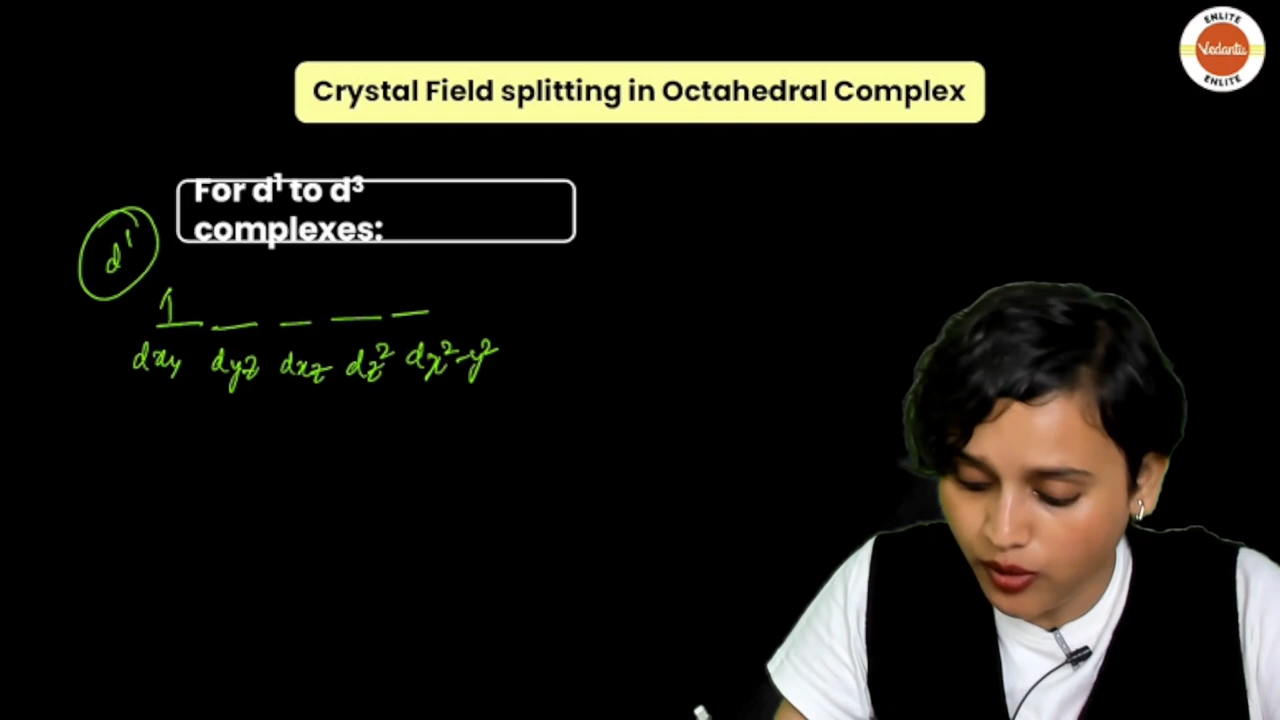 ENLITE
Vedantu
ENLITE
Crystal Field splitting in Octahedral Complex
For d¹ to d³
complexes:
d¹
1
dxy dyz dxz dz² dx²-y²